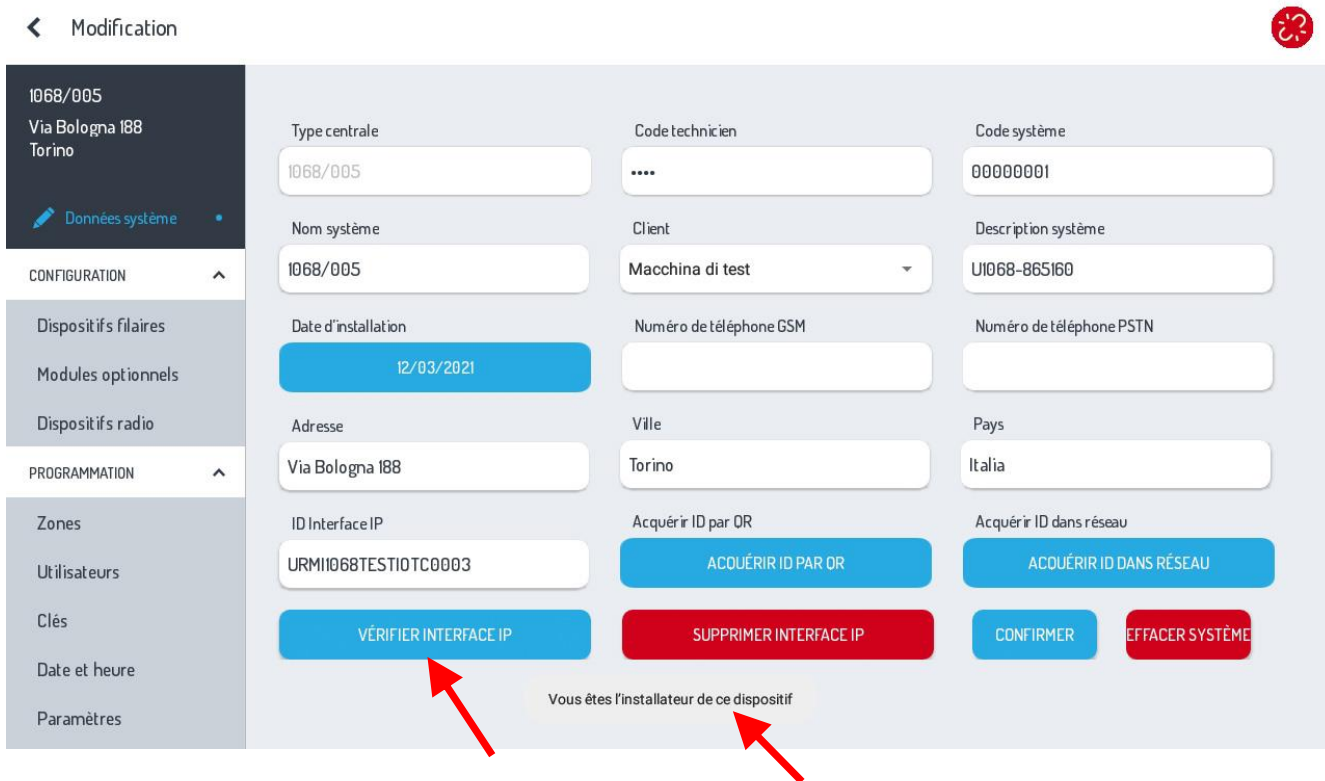 Modification
1068/005
Via Bologna 188
Torino
Données système
CONFIGURATION
Dispositifs filaires
Modules optionnels
Dispositifs radio
PROGRAMMATION
Zones
Utilisateurs
Clés
Date et heure
Paramètres
Type centrale
Code technicien
Code système
1068/005
••••
00000001
Nom système
Client
Description système
1068/005
Macchina di test
U1068-865160
Date d'installation
Numéro de téléphone GSM
Numéro de téléphone PSTN
12/03/2021
Adresse
Ville
Pays
Via Bologna 188
Torino
Italia
ID Interface IP
Acquérir ID par QR
Acquérir ID dans réseau
URMI1068TESTIOTC0003
ACQUÉRIR ID PAR QR
ACQUÉRIR ID DANS RÉSEAU
VÉRIFIER INTERFACE IP
SUPPRIMER INTERFACE IP
CONFIRMER
EFFACER SYSTÈME
Vous êtes l'installateur de ce dispositif